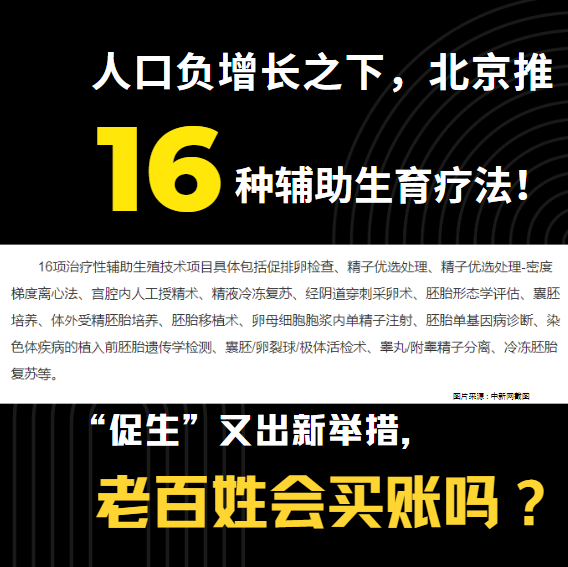 人口负增长之下，北京推
16种辅助生育疗法！
16项治疗性辅助生殖技术项目具体包括促排卵检查、精子优选处理、精子优选处理-密度
梯度离心法、宫腔内人工授精术、精液冷冻复苏、经阴道穿刺采卵术、胚胎形态学评估、囊胚
培养、体外受精胚胎培养、胚胎移植术、卵母细胞胞浆内单精子注射、胚胎单基因病诊断、染
色体疾病的植入前胚胎遗传学检测、囊胚/卵裂球/极体活检术、睾丸/附睾精子分离、冷冻胚胎
复苏等。
图片来源：中新网截图
“促生”又出新举措，
老百姓会买账吗？